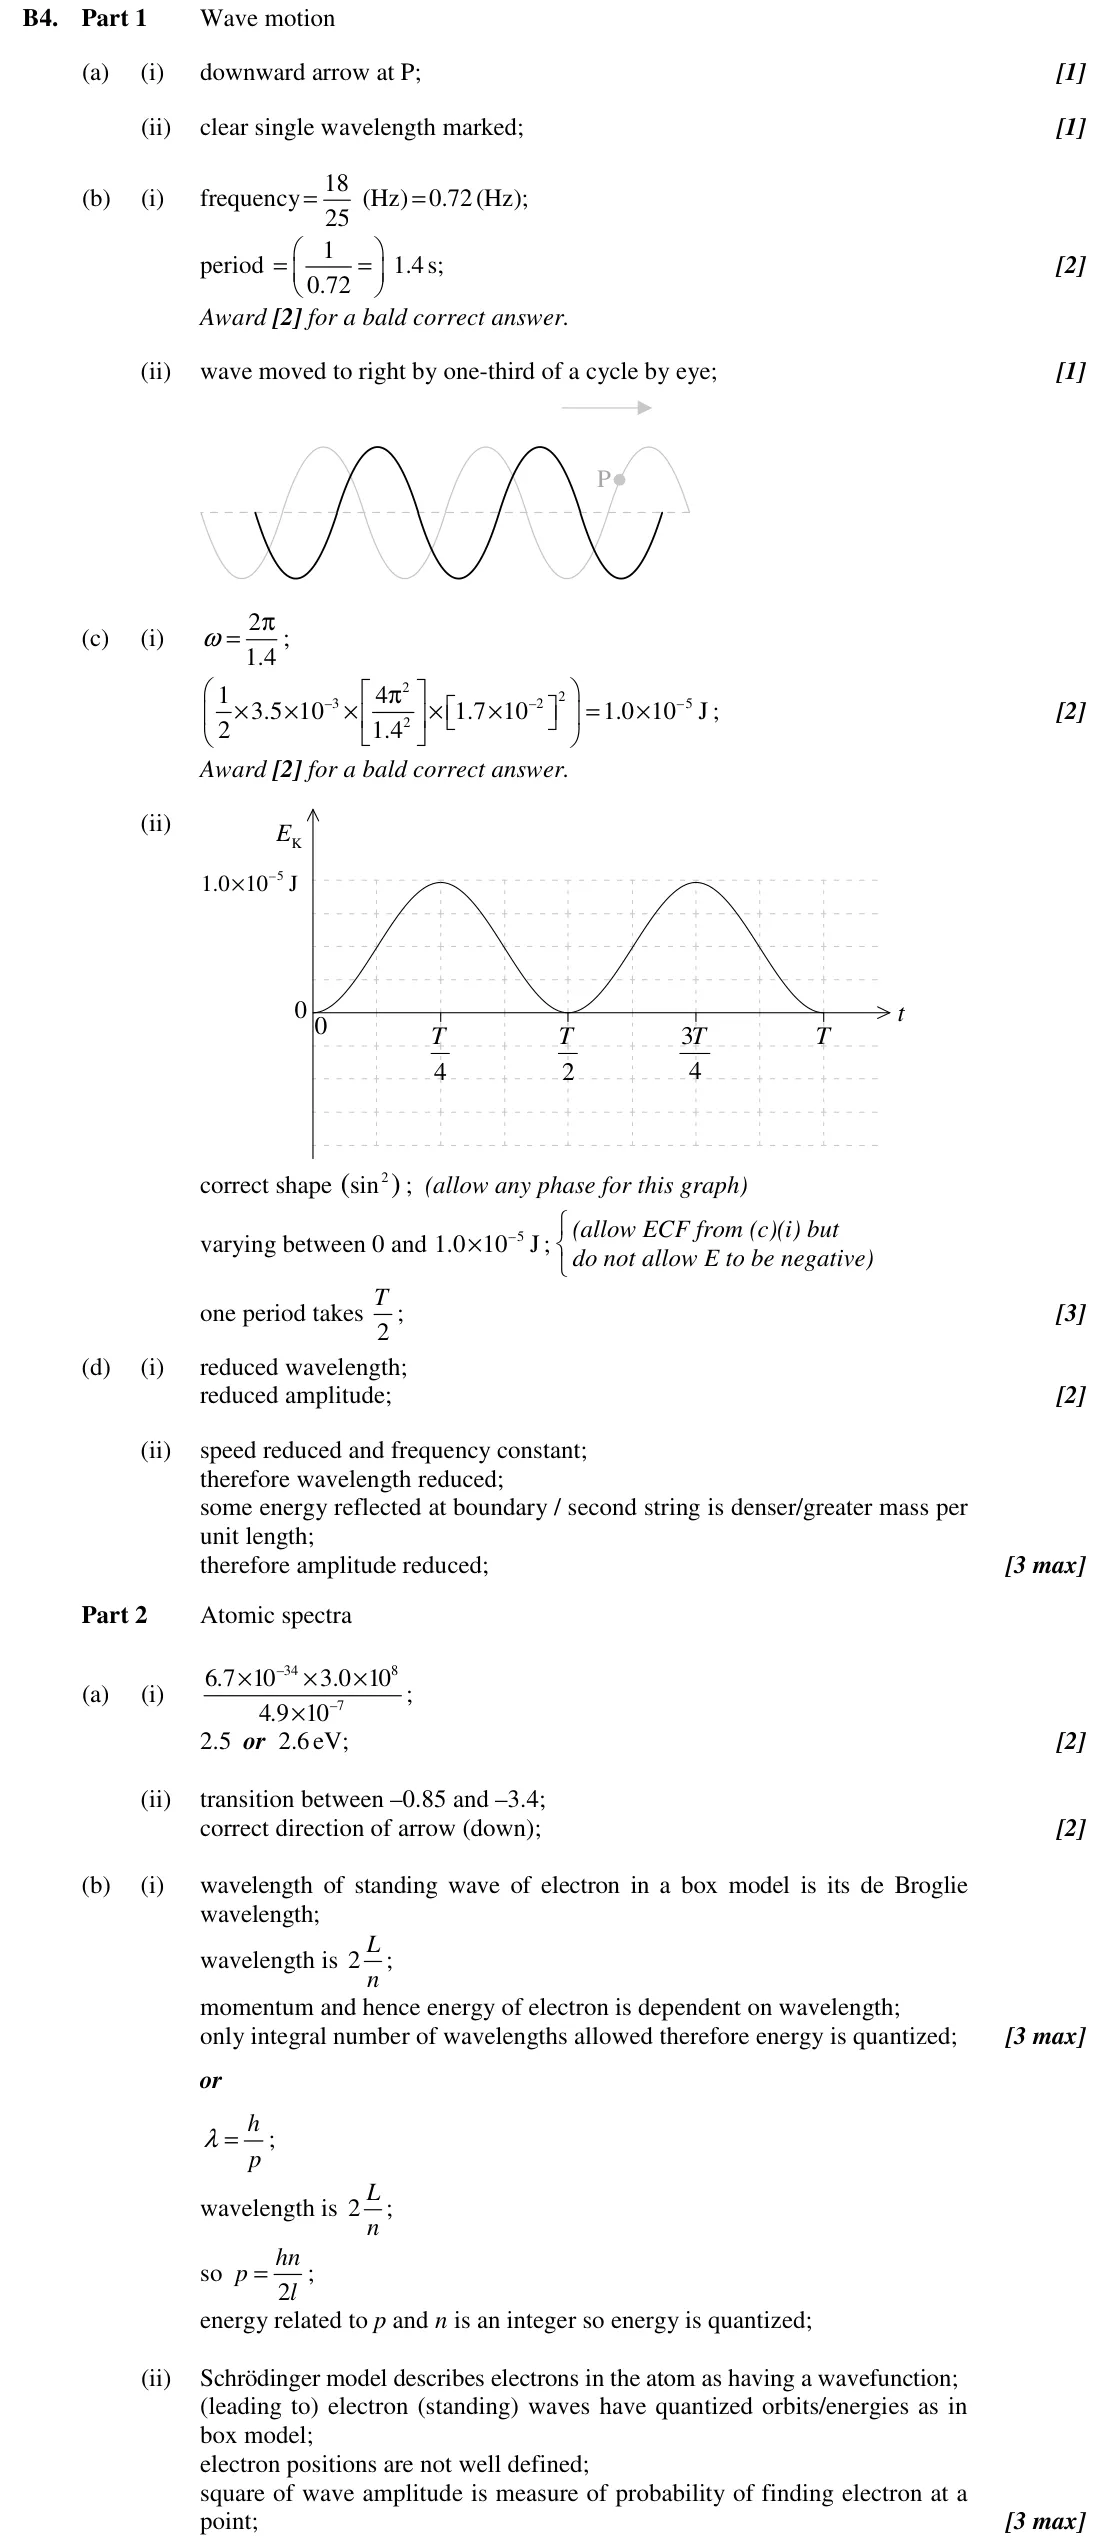 B4. Part 1 Wave motion
(a) (i) downward arrow at P; [1]
(ii) clear single wavelength marked; [1]
(b) (i) frequency = 18/25 (Hz) = 0.72 (Hz);
period = (1/0.72 =) 1.4 s; [2]
Award [2] for a bald correct answer.
(ii) wave moved to right by one-third of a cycle by eye; [1]
P
(c) (i) ω = 2π/1.4;
(1/2 × 3.5×10⁻³ × [4π²/1.4²] × [1.7×10⁻²]²) = 1.0×10⁻⁵ J; [2]
Award [2] for a bald correct answer.
(ii) E_K
1.0×10⁻⁵ J
0
0 T/4 T/2 3T/4 T t
correct shape (sin²); (allow any phase for this graph)
varying between 0 and 1.0×10⁻⁵ J; {(allow ECF from (c)(i) but
do not allow E to be negative)
one period takes T/2; [3]
(d) (i) reduced wavelength;
reduced amplitude; [2]
(ii) speed reduced and frequency constant;
therefore wavelength reduced;
some energy reflected at boundary / second string is denser/greater mass per
unit length;
therefore amplitude reduced; [3 max]
Part 2 Atomic spectra
(a) (i) 6.7×10⁻³⁴ × 3.0×10⁸ / 4.9×10⁻⁷;
2.5 or 2.6 eV; [2]
(ii) transition between –0.85 and –3.4;
correct direction of arrow (down); [2]
(b) (i) wavelength of standing wave of electron in a box model is its de Broglie
wavelength;
wavelength is 2 L/n;
momentum and hence energy of electron is dependent on wavelength;
only integral number of wavelengths allowed therefore energy is quantized; [3 max]
or
λ = h/p;
wavelength is 2 L/n;
so p = hn/2l;
energy related to p and n is an integer so energy is quantized;
(ii) Schrödinger model describes electrons in the atom as having a wavefunction;
(leading to) electron (standing) waves have quantized orbits/energies as in
box model;
electron positions are not well defined;
square of wave amplitude is measure of probability of finding electron at a
point; [3 max]